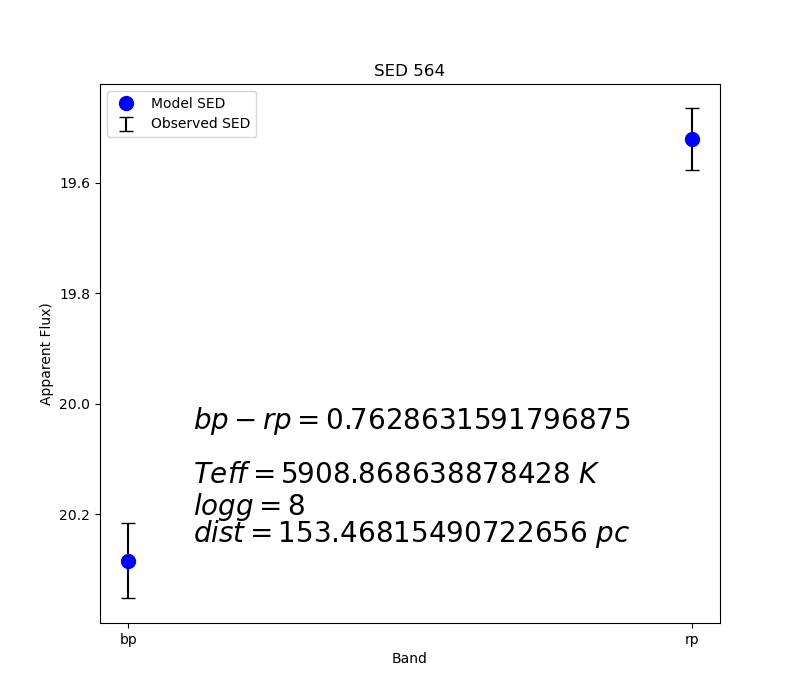 SED 564
Model SED
Observed SED
19.6
19.8
20.0
20.2
Apparent Flux)
bp − rp = 0.7628631591796875
Teff = 5908.868638878428 K
logg = 8
dist = 153.46815490722656 pc
bp
rp
Band